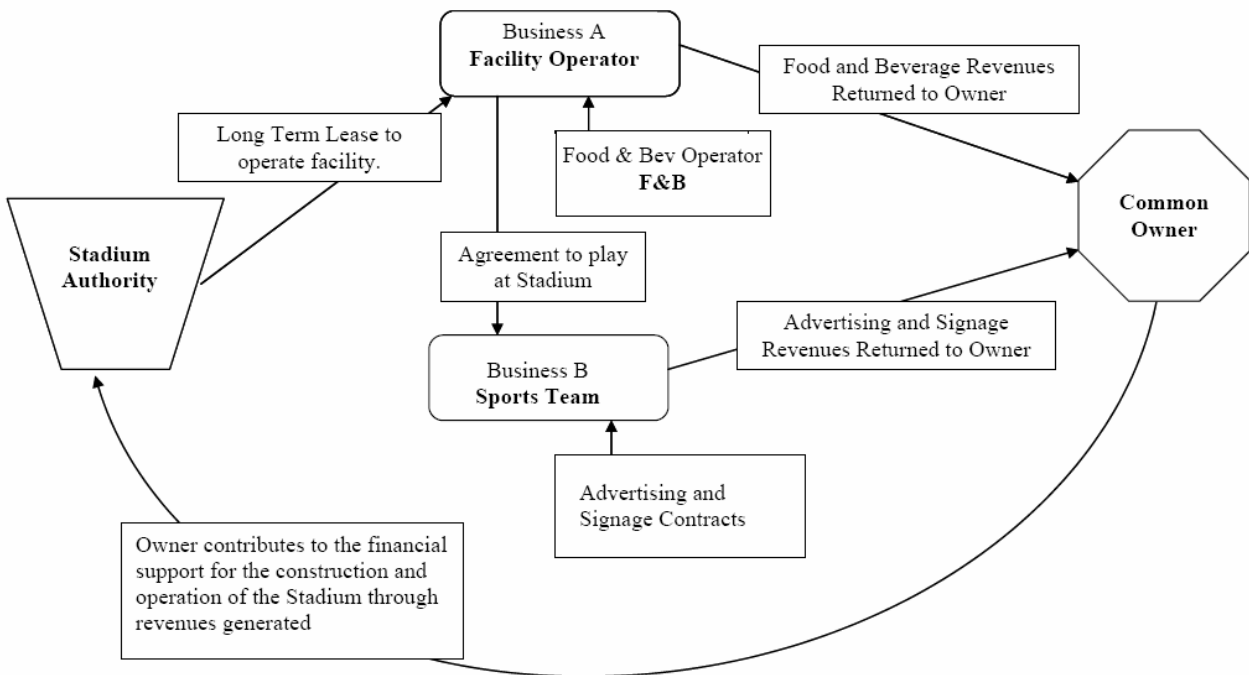 Business A
Facility Operator
Food and Beverage Revenues
Returned to Owner
Long Term Lease to
operate facility.
Food & Bev Operator
F&B
Common
Owner
Stadium
Authority
Agreement to play
at Stadium
Advertising and Signage
Revenues Returned to Owner
Business B
Sports Team
Advertising and
Signage Contracts
Owner contributes to the financial
support for the construction and
operation of the Stadium through
revenues generated